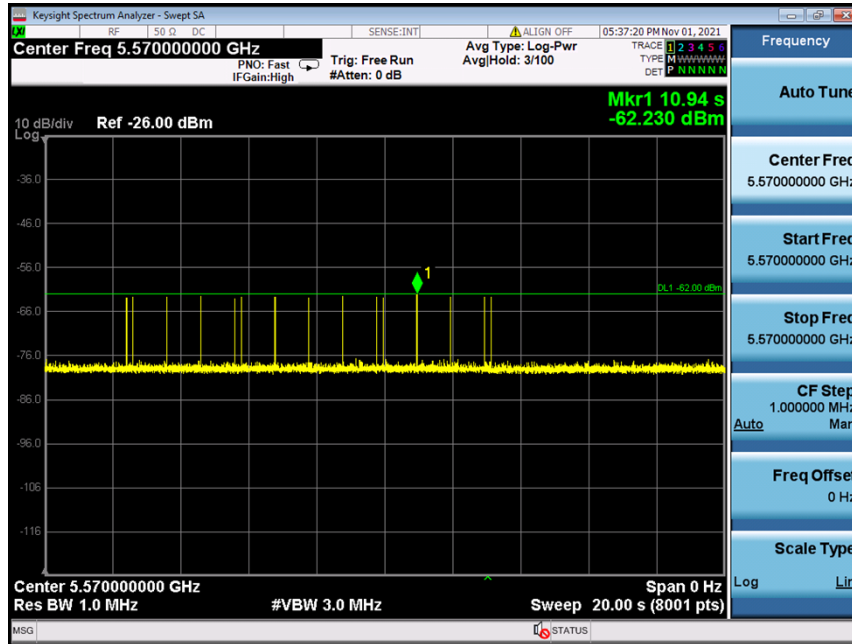 Keysight Spectrum Analyzer - Swept SA
LXI RF 50 Ω DC SENSE:INT ALIGN OFF 05:37:20 PM Nov 01, 2021
Center Freq 5.570000000 GHz
PNO: Fast
IFGain:High
Trig: Free Run
#Atten: 0 dB
Avg Type: Log-Pwr
Avg|Hold: 3/100
TRACE 1 2 3 4 5 6
TYPE M WWWWW
DET P N N N N N
Mkr1 10.94 s
-62.230 dBm
10 dB/div Ref -26.00 dBm
Log
-36.0
-46.0
-56.0
1
DL1 -62.00 dBm
-66.0
-76.0
-86.0
-96.0
-106
-116
Center 5.570000000 GHz Span 0 Hz
Res BW 1.0 MHz #VBW 3.0 MHz Sweep 20.00 s (8001 pts)
MSG STATUS
Frequency
Auto Tune
Center Freq
5.570000000 GHz
Start Freq
5.570000000 GHz
Stop Freq
5.570000000 GHz
CF Step
1.000000 MHz
Auto Man
Freq Offset
0 Hz
Scale Type
Log Lin